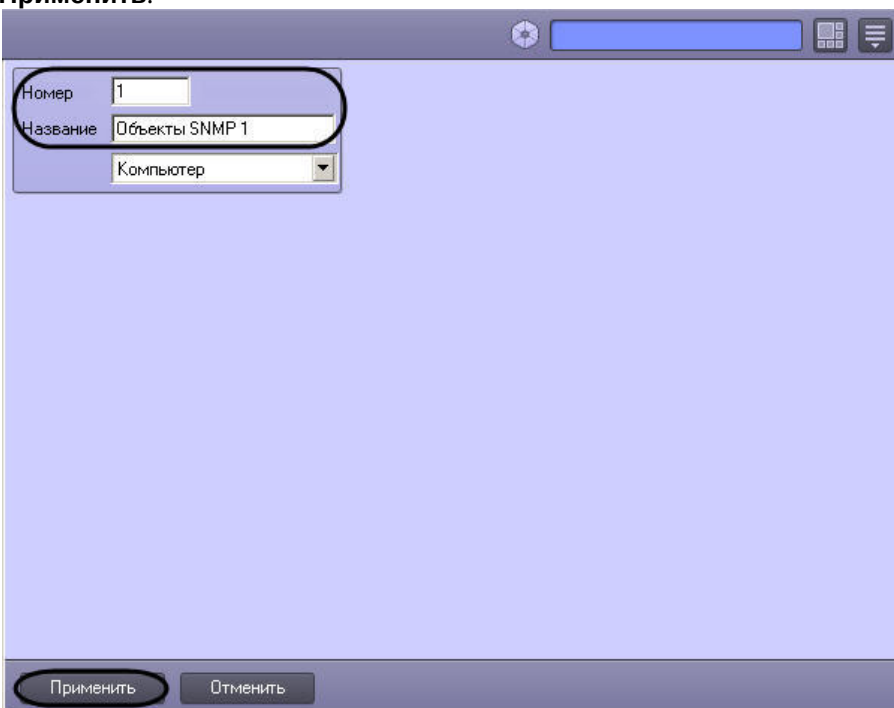 Применить.
Номер 1
Название Объекты SNMP 1
Компьютер
Применить Отменить